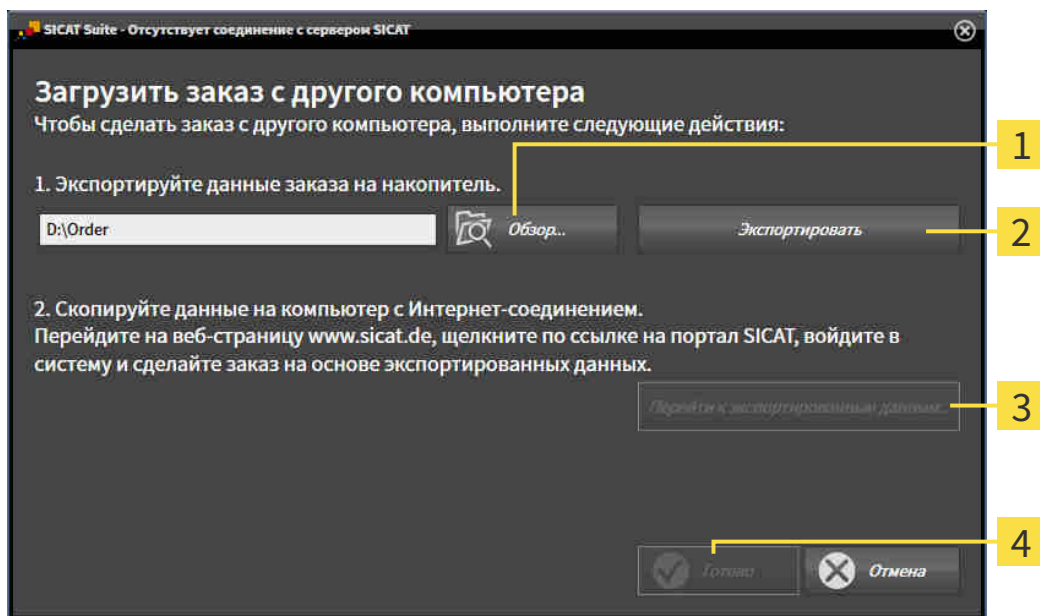 SICAT Suite - Отсутствует соединение с сервером SICAT
Загрузить заказ с другого компьютера
Чтобы сделать заказ с другого компьютера, выполните следующие действия:
1
1. Экспортируйте данные заказа на накопитель.
D:\Order
Обзор...
Экспортировать
2
2. Скопируйте данные на компьютер с Интернет-соединением.
Перейдите на веб-страницу www.sicat.de, щелкните по ссылке на портал SICAT, войдите в
систему и сделайте заказ на основе экспортированных данных.
Перейти к экспортированным данным...
3
Готово
Отмена
4